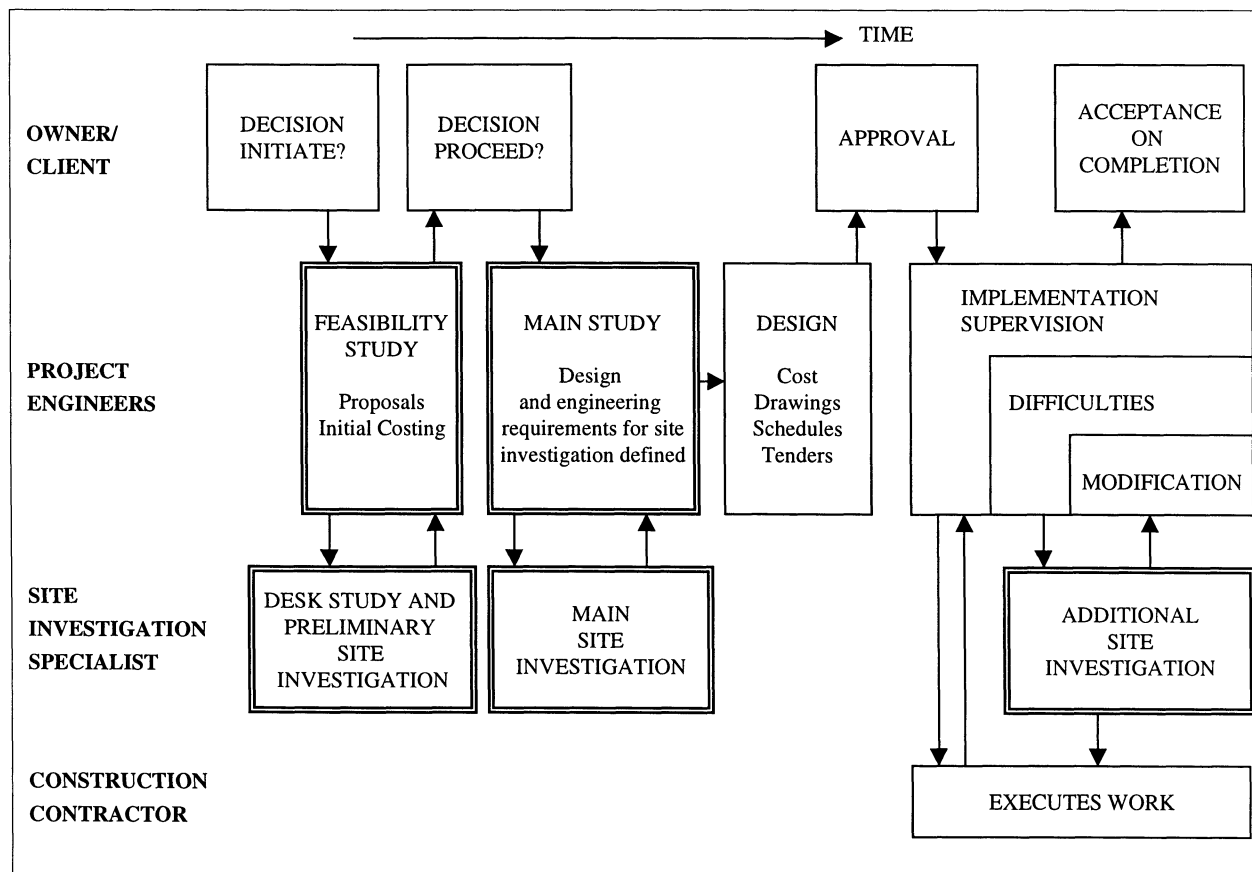 TIME
OWNER/
CLIENT
DECISION
INITIATE?
DECISION
PROCEED?
APPROVAL
ACCEPTANCE
ON
COMPLETION
PROJECT
ENGINEERS
FEASIBILITY
STUDY
Proposals
Initial Costing
MAIN STUDY
Design
and engineering
requirements for site
investigation defined
DESIGN
Cost
Drawings
Schedules
Tenders
IMPLEMENTATION
SUPERVISION
DIFFICULTIES
MODIFICATION
SITE
INVESTIGATION
SPECIALIST
DESK STUDY AND
PRELIMINARY
SITE
INVESTIGATION
MAIN
SITE
INVESTIGATION
ADDITIONAL
SITE
INVESTIGATION
CONSTRUCTION
CONTRACTOR
EXECUTES WORK